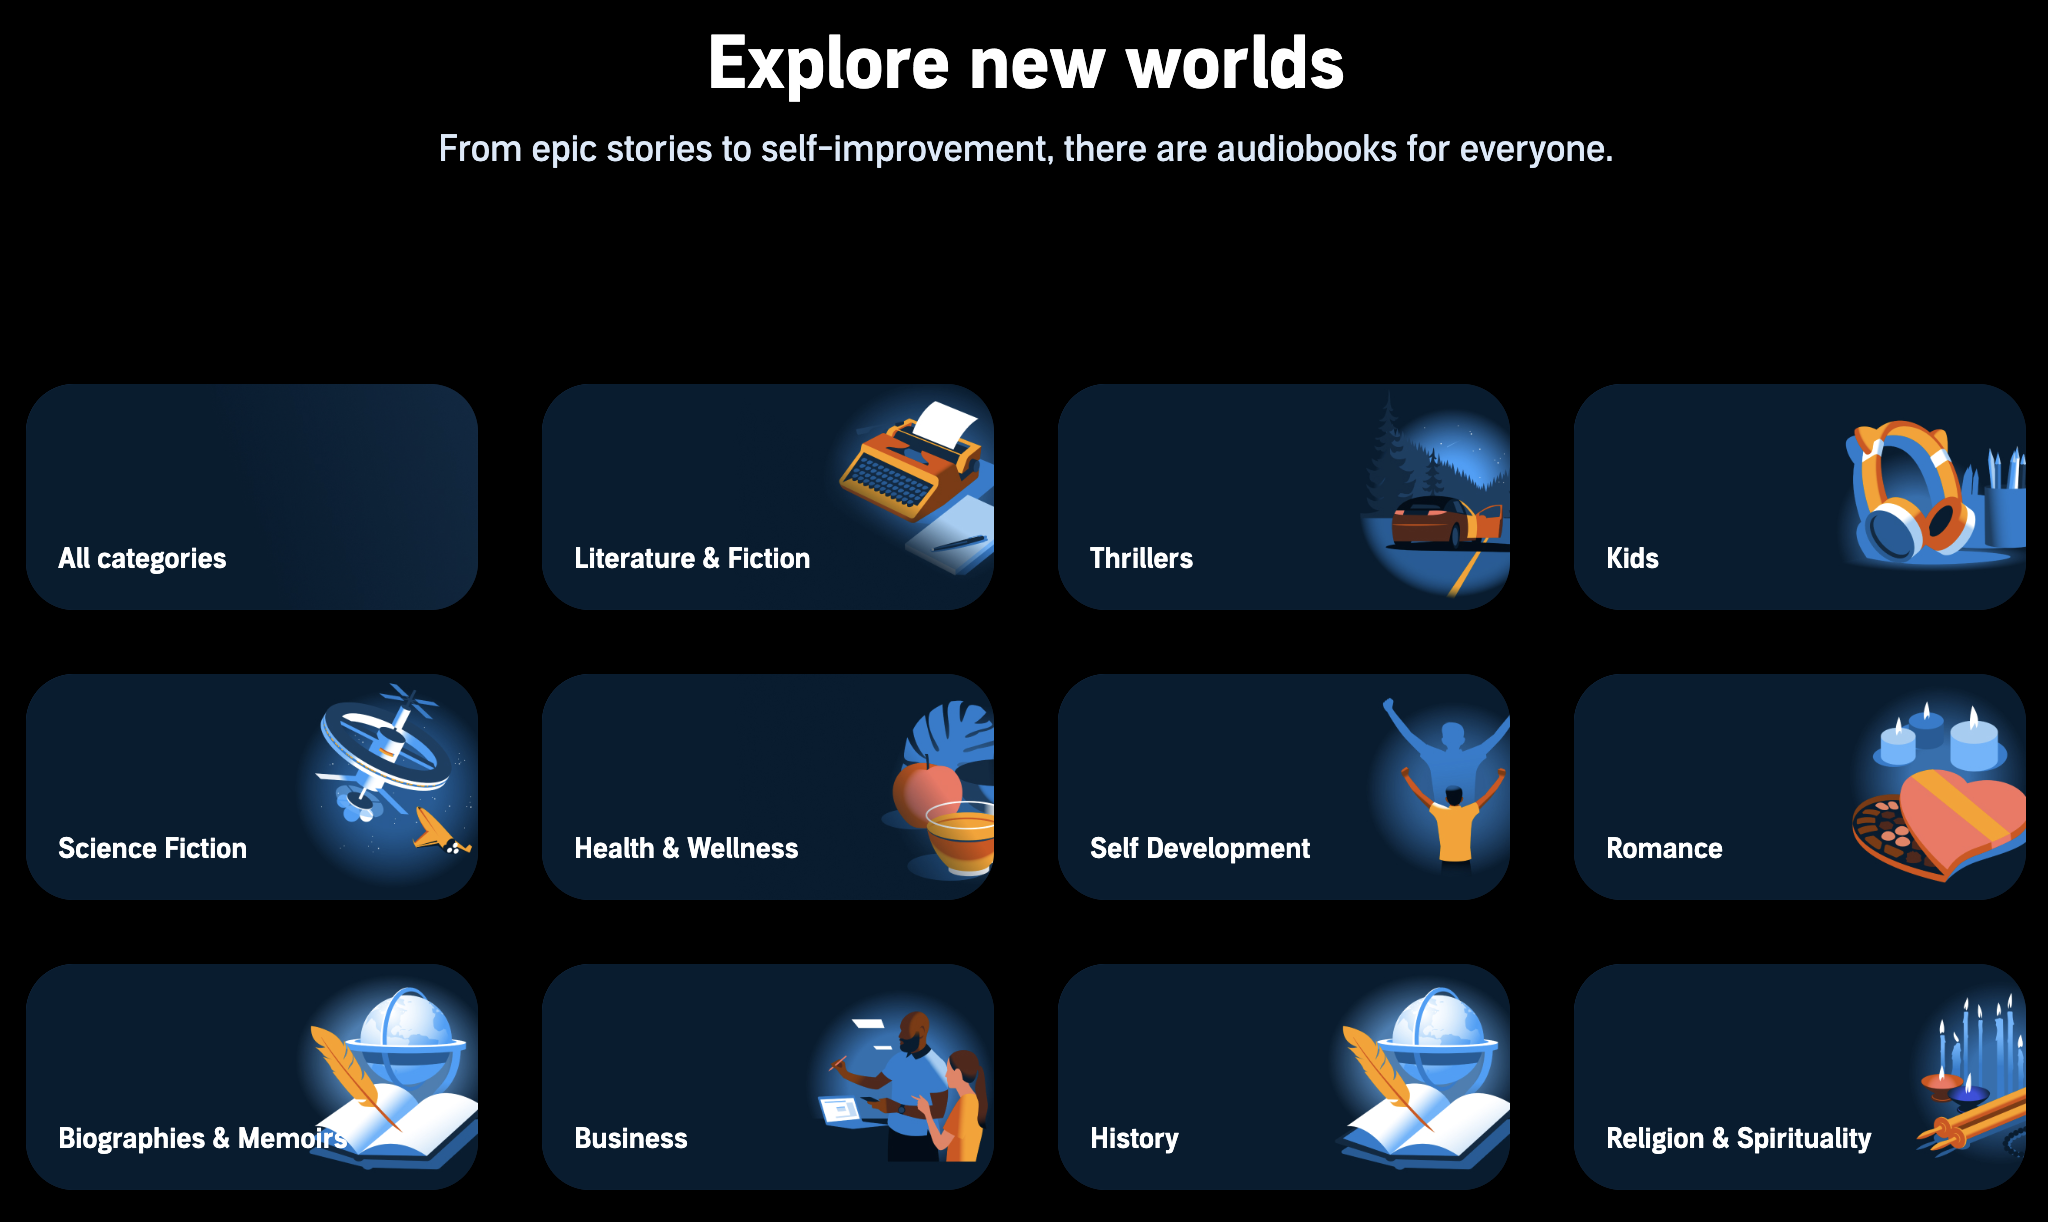 Explore new worlds
From epic stories to self-improvement, there are audiobooks for everyone.
All categories
Literature & Fiction
Thrillers
Kids
Science Fiction
Health & Wellness
Self Development
Romance
Biographies & Memoirs
Business
History
Religion & Spirituality